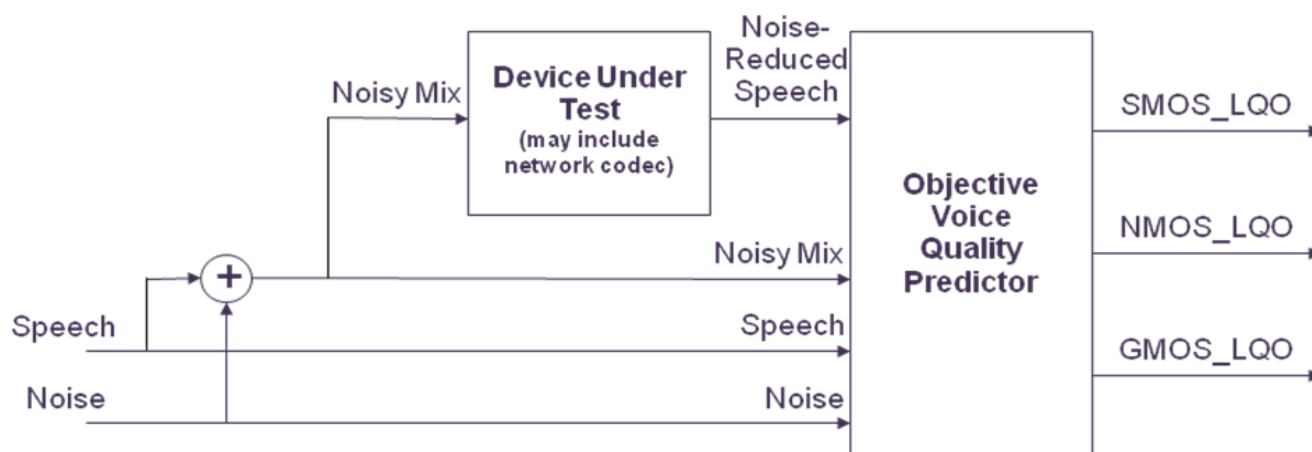 Noise-
Reduced
Speech
Noisy Mix
Device Under
Test
(may include
network codec)
SMOS_LQO
Objective
Voice
Quality
Predictor
NMOS_LQO
Noisy Mix
+
Speech
Speech
GMOS_LQO
Noise
Noise